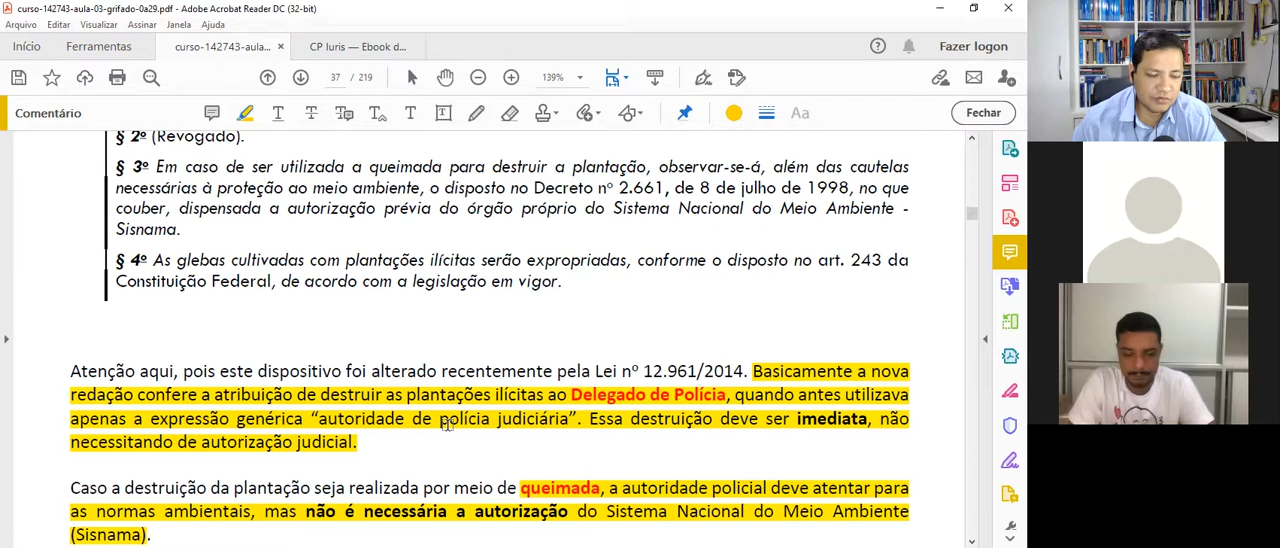 curso-142743-aula-03-grifado-0a29.pdf - Adobe Acrobat Reader DC (32-bit)
Arquivo Editar Visualizar Assinar Janela Ajuda
Início Ferramentas curso-142743-aula-... × CP Iuris — Ebook d... Fazer logon
37 / 219 139%
Comentário Aa Fechar
§ 2º (Revogado).
§ 3º Em caso de ser utilizada a queimada para destruir a plantação, observar-se-á, além das cautelas
necessárias à proteção ao meio ambiente, o disposto no Decreto nº 2.661, de 8 de julho de 1998, no que
couber, dispensada a autorização prévia do órgão próprio do Sistema Nacional do Meio Ambiente -
Sisnama.
§ 4º As glebas cultivadas com plantações ilícitas serão expropriadas, conforme o disposto no art. 243 da
Constituição Federal, de acordo com a legislação em vigor.
Atenção aqui, pois este dispositivo foi alterado recentemente pela Lei nº 12.961/2014. Basicamente a nova
redação confere a atribuição de destruir as plantações ilícitas ao Delegado de Polícia, quando antes utilizava
apenas a expressão genérica “autoridade de polícia judiciária”. Essa destruição deve ser imediata, não
necessitando de autorização judicial.
Caso a destruição da plantação seja realizada por meio de queimada, a autoridade policial deve atentar para
as normas ambientais, mas não é necessária a autorização do Sistema Nacional do Meio Ambiente
(Sisnama).